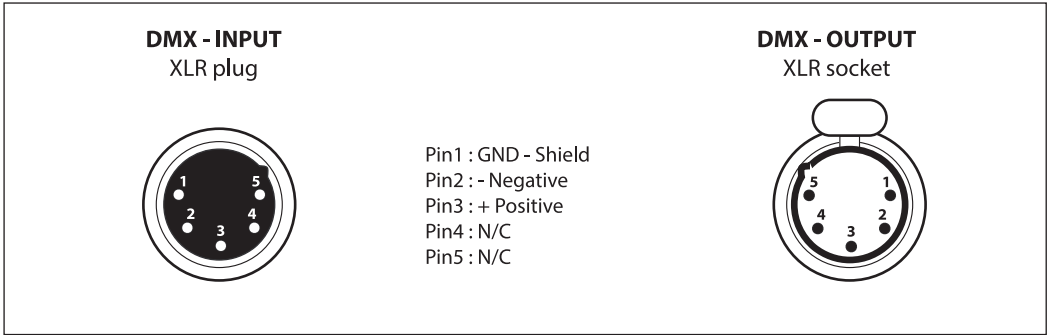 DMX - INPUT
XLR plug
1
5
2
4
3
Pin1 : GND - Shield
Pin2 : - Negative
Pin3 : + Positive
Pin4 : N/C
Pin5 : N/C
DMX - OUTPUT
XLR socket
5
1
4
2
3